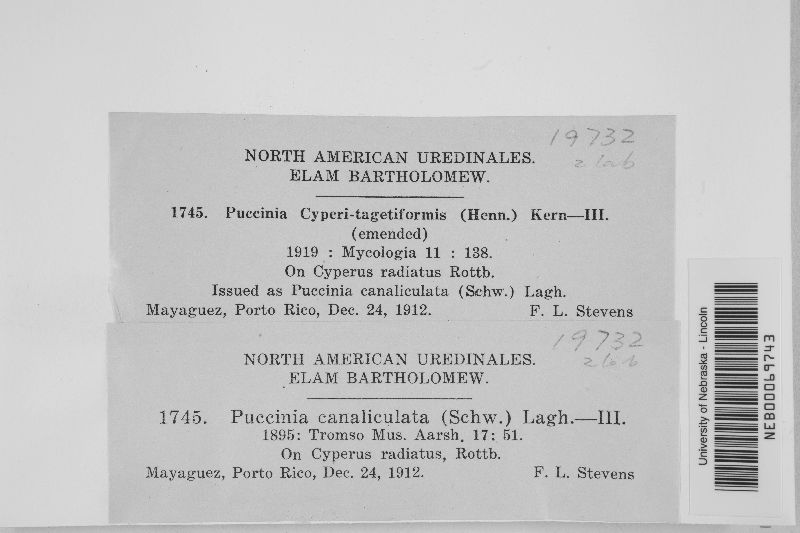 19732
2 lab
NORTH AMERICAN UREDINALES.
ELAM BARTHOLOMEW.
1745. Puccinia Cyperi-tagetiformis (Henn.) Kern—III.
(emended)
1919 : Mycologia 11 : 138.
On Cyperus radiatus Rottb.
Issued as Puccinia canaliculata (Schw.) Lagh.
Mayaguez, Porto Rico, Dec. 24, 1912. F. L. Stevens
19732
2 lab
NORTH AMERICAN UREDINALES.
ELAM BARTHOLOMEW.
1745. Puccinia canaliculata (Schw.) Lagh.—III.
1895: Tromso Mus. Aarsh. 17: 51.
On Cyperus radiatus, Rottb.
Mayaguez, Porto Rico, Dec. 24, 1912. F. L. Stevens
University of Nebraska - Lincoln
NEB00069743